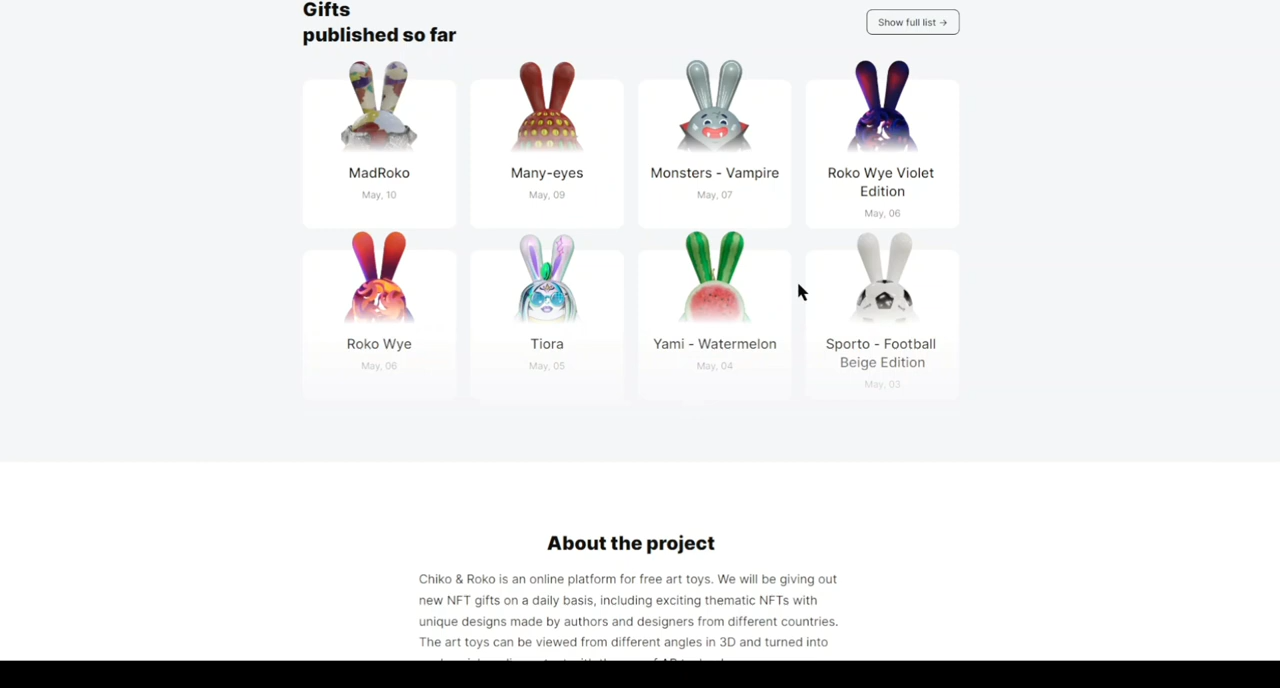 Gifts
published so far
Show full list →
MadRoko
May, 10
Many-eyes
May, 09
Monsters - Vampire
May, 07
Roko Wye Violet
Edition
May, 06
Roko Wye
May, 06
Tiora
May, 05
Yami - Watermelon
May, 04
Sporto - Football
Beige Edition
May, 03
About the project
Chiko & Roko is an online platform for free art toys. We will be giving out
new NFT gifts on a daily basis, including exciting thematic NFTs with
unique designs made by authors and designers from different countries.
The art toys can be viewed from different angles in 3D and turned into